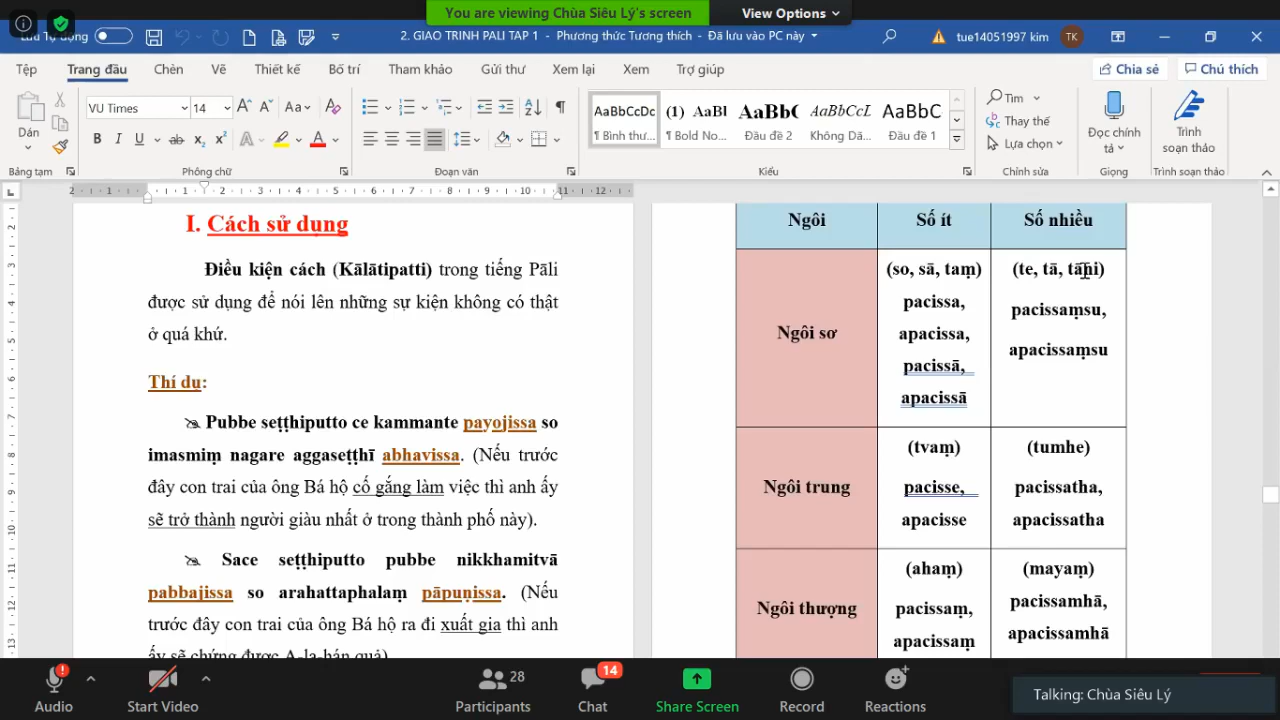 You are viewing Chùa Siêu Lý's screen
View Options
2. GIAO TRINH PALI TAP 1 - Phương thức Tương thích - Đã lưu vào PC này
tue14051997 kim
TK
Tệp Trang đầu Chèn Vẽ Thiết kế Bố trí Tham khảo Gửi thư Xem lại Xem Trợ giúp
Chia sẻ
Chú thích
Dán
VU Times
14
AaBbCcDc
¶ Bình thư...
(1) AaBl
¶ Bold No...
AaBb(
Đầu đề 2
AaBbCcL
Không Dã...
AaBbC
Đầu đề 1
Tìm
Thay thế
Lựa chọn
Đọc chính tả
Trình soạn thảo
Bảng tạm
Phông chữ
Đoạn văn
Kiểu
Chỉnh sửa
Giọng
Trình soạn thảo
I. Cách sử dụng
Điều kiện cách (Kālātipatti) trong tiếng Pāli
được sử dụng để nói lên những sự kiện không có thật
ở quá khứ.
Thí dụ:
Pubbe seṭṭhiputto ce kammante payojissa so
imasmiṃ nagare aggaseṭṭhī abhavissa. (Nếu trước
đây con trai của ông Bá hộ cố gắng làm việc thì anh ấy
sẽ trở thành người giàu nhất ở trong thành phố này).
Sace seṭṭhiputto pubbe nikkhamitvā
pabbajissa so arahattaphalaṃ pāpuṇissa. (Nếu
trước đây con trai của ông Bá hộ ra đi xuất gia thì anh
ấy sẽ chứng được A-la-hán quả).
Ngôi Số ít Số nhiều
Ngôi sơ
(so, sā, taṃ)
pacissa,
apacissa,
pacissā,
apacissā
(te, tā, tāni)
pacissaṃsu,
apacissaṃsu
Ngôi trung
(tvaṃ)
pacisse,
apacisse
(tumhe)
pacissatha,
apacissatha
Ngôi thượng
(ahaṃ)
pacissaṃ,
apacissaṃ
(mayaṃ)
pacissamhā,
apacissamhā
Audio
Start Video
28
Participants
14
Chat
Share Screen
Record
Reactions
Talking: Chùa Siêu Lý